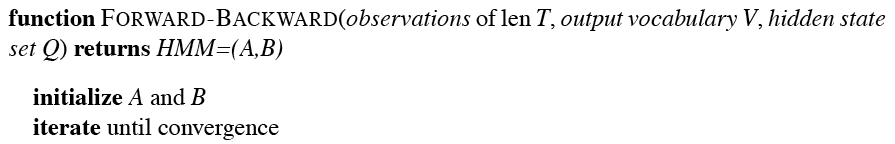 function FORWARD-BACKWARD(observations of len T, output vocabulary V, hidden state
set Q) returns HMM=(A,B)
initialize A and B
iterate until convergence